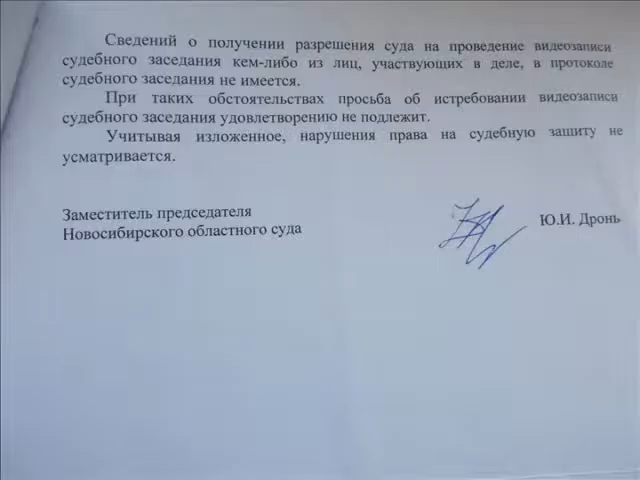 Сведений о получении разрешения суда на проведение видеозаписи
судебного заседания кем-либо из лиц, участвующих в деле, в протоколе
судебного заседания не имеется.
При таких обстоятельствах просьба об истребовании видеозаписи
судебного заседания удовлетворению не подлежит.
Учитывая изложенное, нарушения права на судебную защиту не
усматривается.
Заместитель председателя
Новосибирского областного суда
Ю.И. Дронь